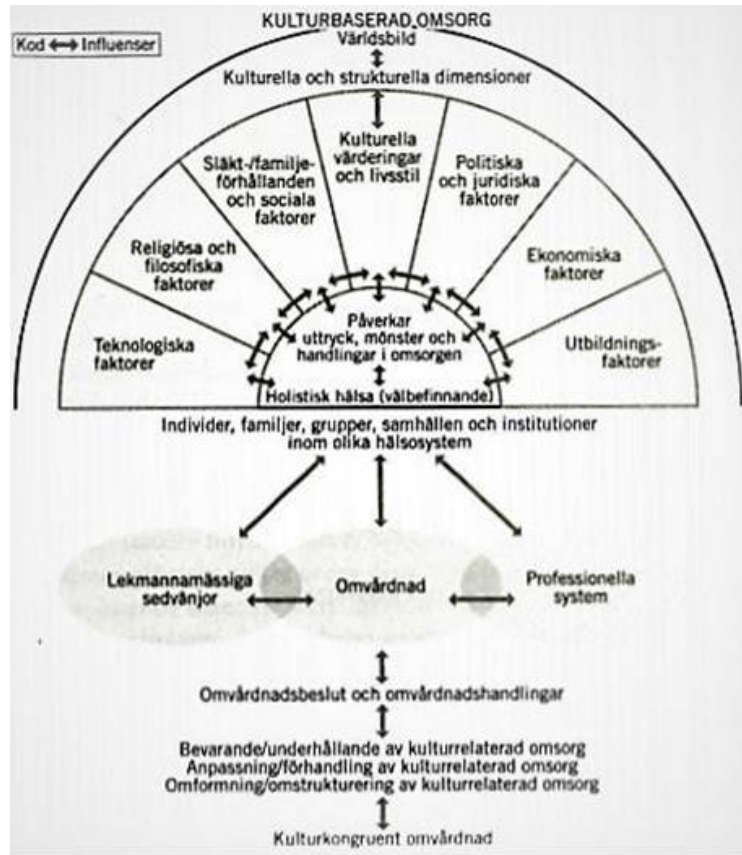 KULTURBASERAD OMSORG
Världsbild
Kod ↔ Influenser
Kulturella och strukturella dimensioner
Kulturella
värderingar
och livsstil
Släkt-/familje-
förhållanden
och sociala
faktorer
Politiska
och juridiska
faktorer
Religiösa och
filosofiska
faktorer
Ekonomiska
faktorer
Teknologiska
faktorer
Utbildnings-
faktorer
Påverkar
uttryck, mönster och
handlingar i omsorgen
Holistisk hälsa (välbefinnande)
Individer, familjer, grupper, samhällen och institutioner
inom olika hälsosystem
Lekmannamässiga
sedvänjor
Omvårdnad
Professionella
system
Omvårdnadsbeslut och omvårdnadshandlingar
Bevarande/underhållande av kulturrelaterad omsorg
Anpassning/förhandling av kulturrelaterad omsorg
Omformning/omstrukturering av kulturrelaterad omsorg
Kulturkongruent omvårdnad